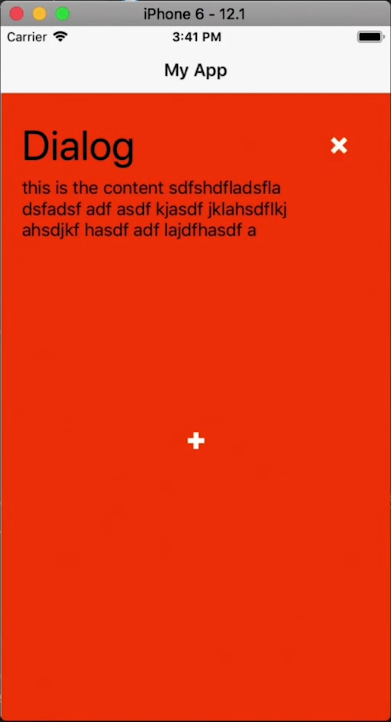 iPhone 6 - 12.1
Carrier 3:41 PM
My App
Dialog
this is the content sdfshdfladsfla
dsfadsf adf asdf kjasdf jklahsdflkj
ahsdjkf hasdf adf lajdfhasdf a